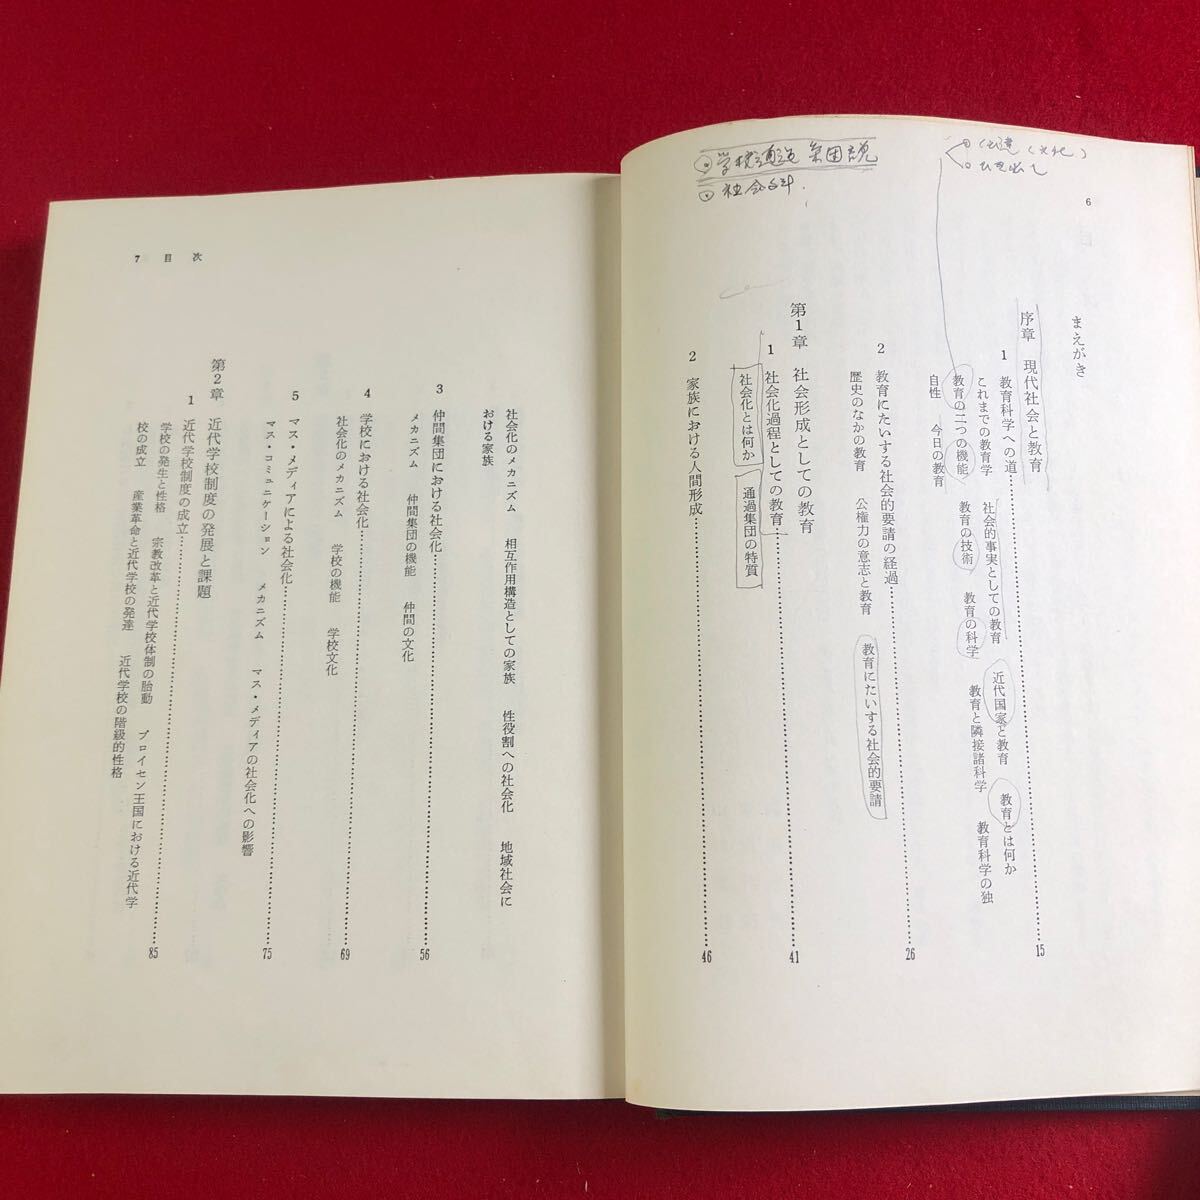 6
まえがき
序章　現代社会と教育
1　教育科学への道……15
これまでの教育学　社会的事実としての教育　近代国家と教育　教育とは何か
教育の二つの機能　教育の技術　教育の科学　教育と隣接諸科学　教育科学の独
自性　今日の教育
2　教育にたいする社会的要請の経過……26
歴史のなかの教育　公権力の意志と教育　教育にたいする社会的要請
第1章　社会形成としての教育
1　社会化過程としての教育……41
社会化とは何か　通過集団の特質
2　家族における人間形成……46
7　目次
社会化のメカニズム　相互作用構造としての家族　性役割への社会化　地域社会に
おける家族
3　仲間集団における社会化……56
メカニズム　仲間集団の機能　仲間の文化
4　学校における社会化……69
社会化のメカニズム　学校の機能　学校文化
5　マス・メディアによる社会化……75
マス・コミュニケーション　メカニズム　マス・メディアの社会化への影響
第2章　近代学校制度の発展と課題
1　近代学校制度の成立……85
学校の発生と性格　宗教改革と近代学校体制の胎動　プロイセン王国における近代学
校の成立　産業革命と近代学校の発達　近代学校の階級的性格